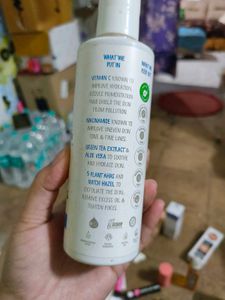 WHAT WE
PUT IN
VITAMIN C KNOWN TO
IMPROVE HYDRATION,
REDUCE PIGMENTATION
AND SHIELD THE SKIN
FROM POLLUTION.
NIACINAMIDE KNOWN TO
IMPROVE UNEVEN SKIN
TONE & FINE LINES.
GREEN TEA EXTRACT &
ALOE VERA TO SOOTHE
AND HYDRATE SKIN.
5 PLANT AHAS AND
WITCH HAZEL TO
EXFOLIATE THE SKIN,
REMOVE EXCESS OIL &
TIGHTEN PORES.